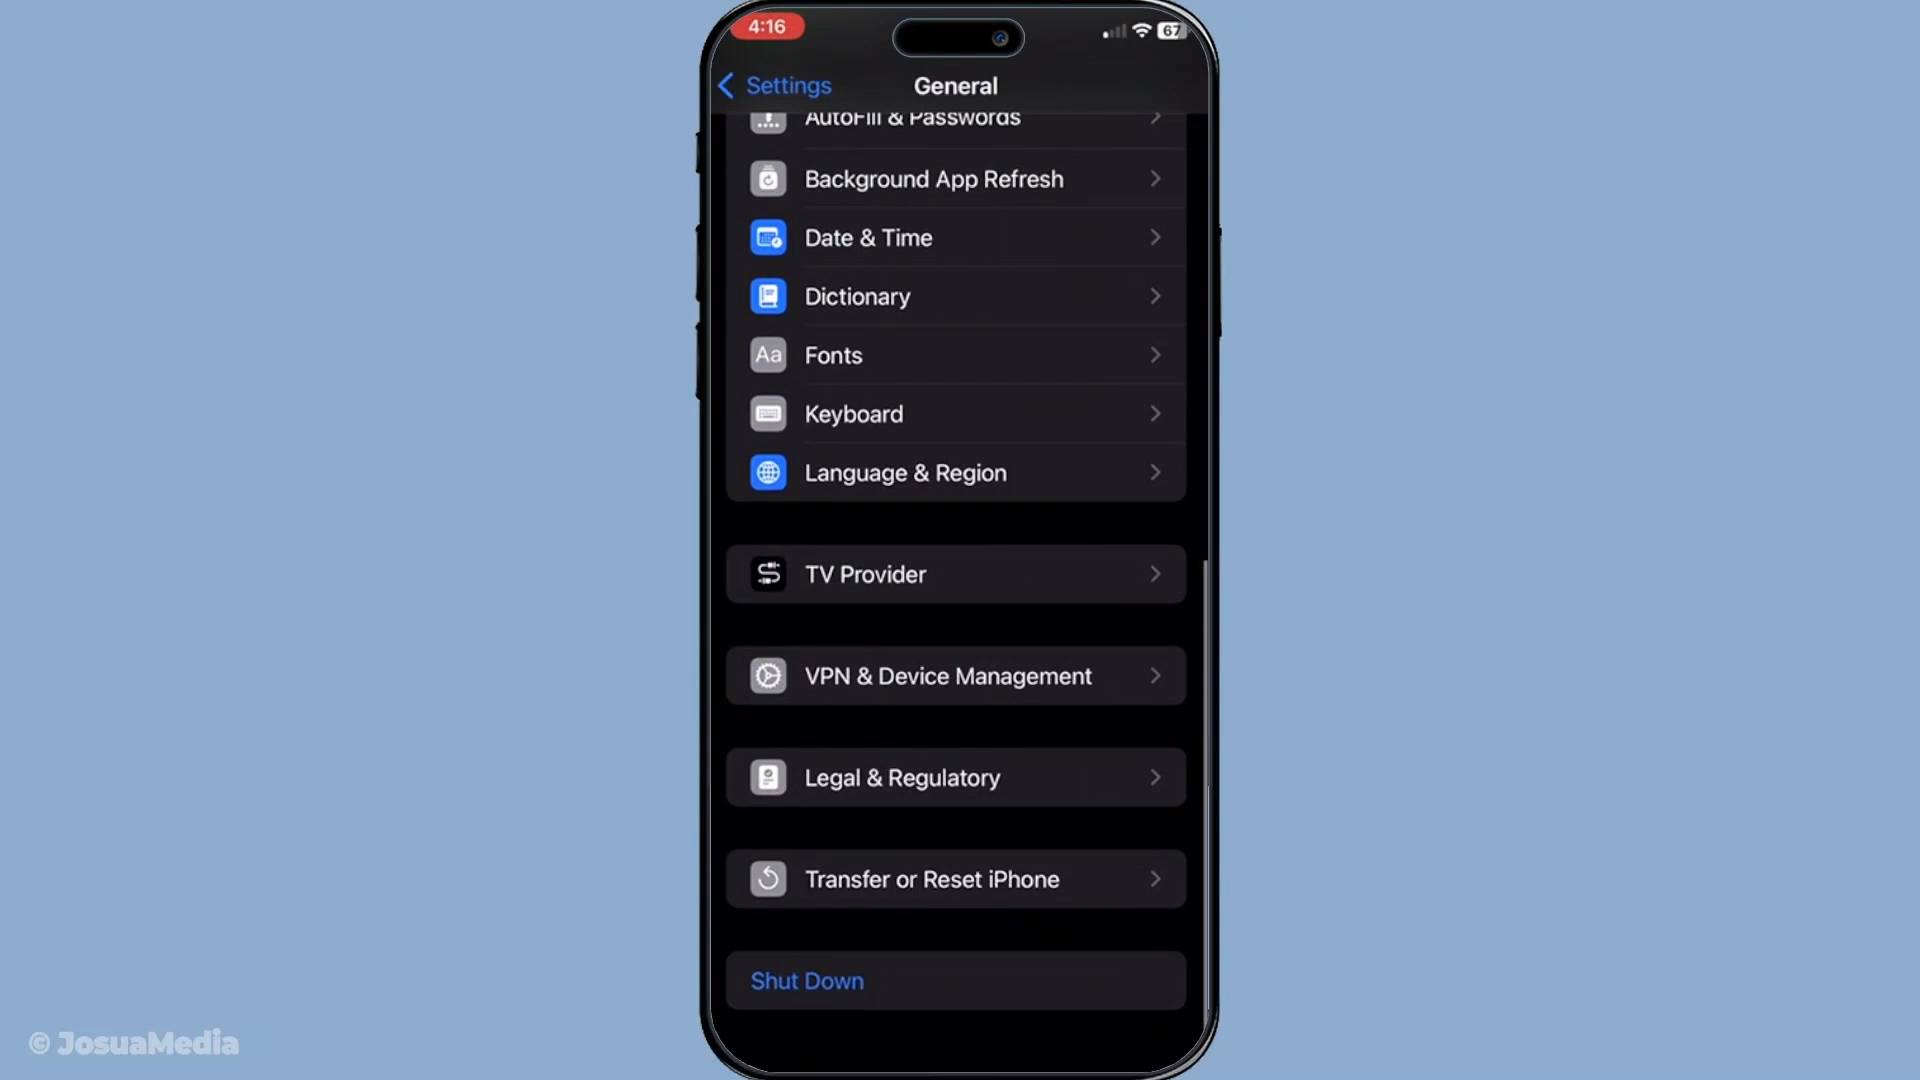 4:16
67
Settings
General
AutoFill & Passwords
Background App Refresh
Date & Time
Dictionary
Aa
Fonts
Keyboard
Language & Region
TV Provider
VPN & Device Management
Legal & Regulatory
Transfer or Reset iPhone
Shut Down
© JosuaMedia